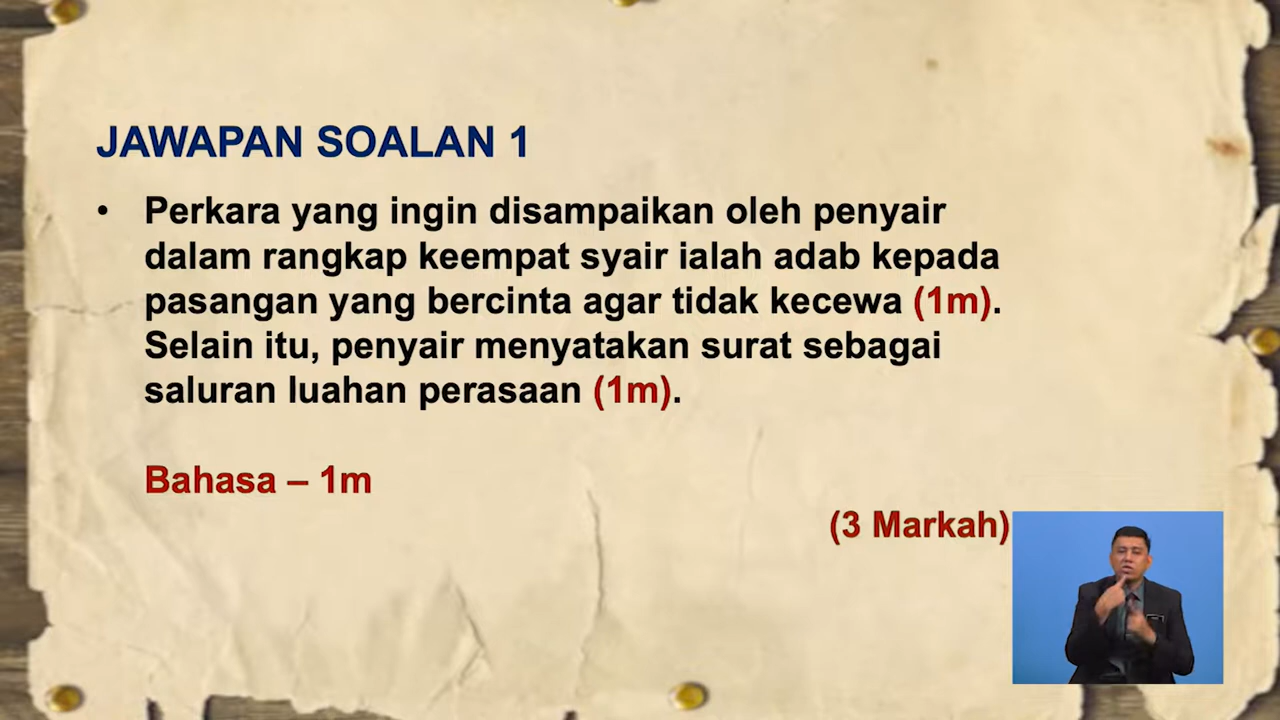 JAWAPAN SOALAN 1
• Perkara yang ingin disampaikan oleh penyair
dalam rangkap keempat syair ialah adab kepada
pasangan yang bercinta agar tidak kecewa (1m).
Selain itu, penyair menyatakan surat sebagai
saluran luahan perasaan (1m).
Bahasa – 1m
(3 Markah)